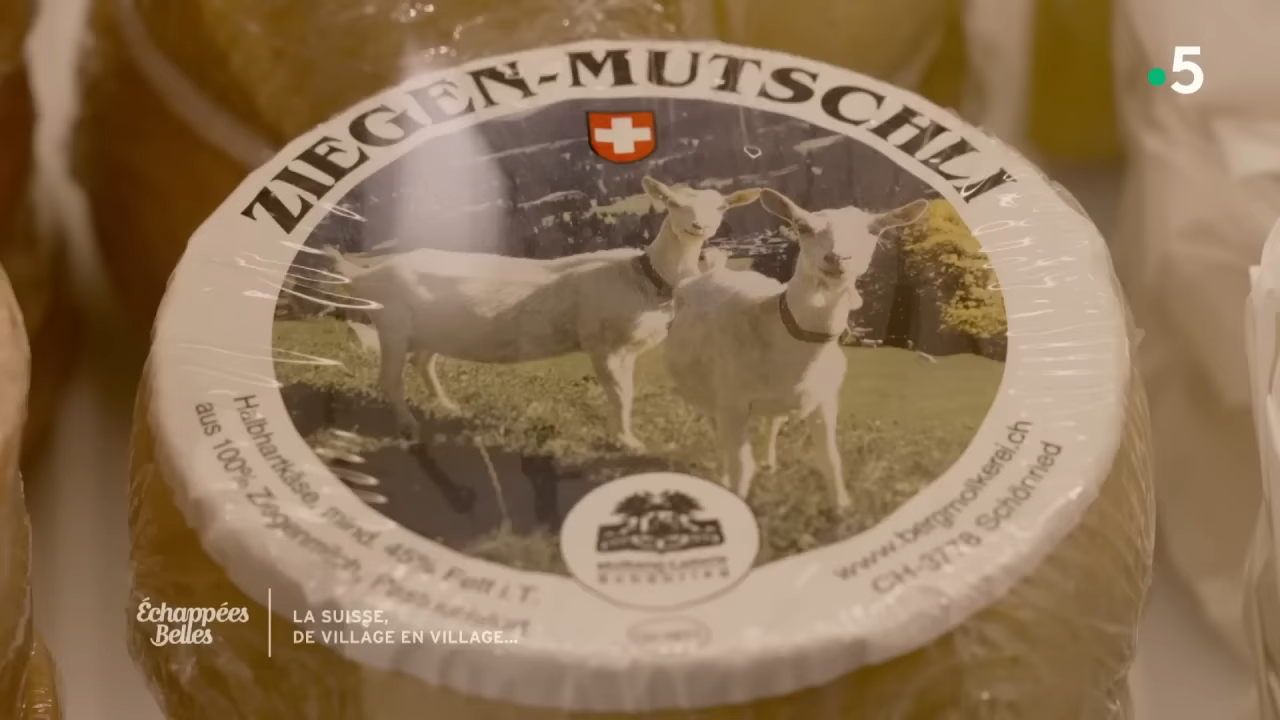 ZIEGEN-MUTSCHLI
Halbhartkäse, mind. 45% Fett i.T.
aus 100% Ziegenmilch, Pasteurisiert
www.bergmolkerei.ch
CH-3778 Schönried
5
Échappées
Belles
LA SUISSE,
DE VILLAGE EN VILLAGE...